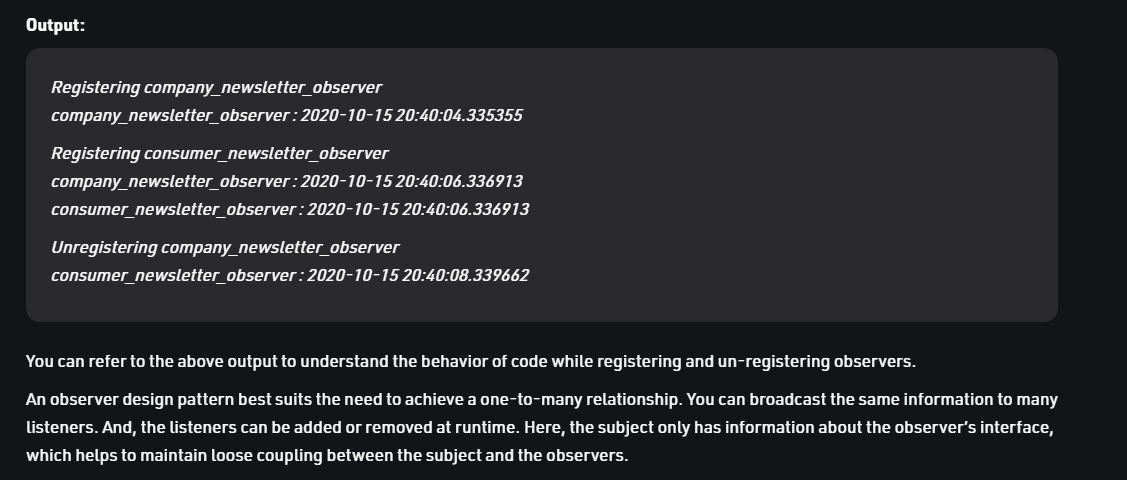 Output:
Registering company_newsletter_observer
company_newsletter_observer : 2020-10-15 20:40:04.335355
Registering consumer_newsletter_observer
company_newsletter_observer : 2020-10-15 20:40:06.336913
consumer_newsletter_observer : 2020-10-15 20:40:06.336913
Unregistering company_newsletter_observer
consumer_newsletter_observer : 2020-10-15 20:40:08.339662
You can refer to the above output to understand the behavior of code while registering and un-registering observers.
An observer design pattern best suits the need to achieve a one-to-many relationship. You can broadcast the same information to many
listeners. And, the listeners can be added or removed at runtime. Here, the subject only has information about the observer’s interface,
which helps to maintain loose coupling between the subject and the observers.